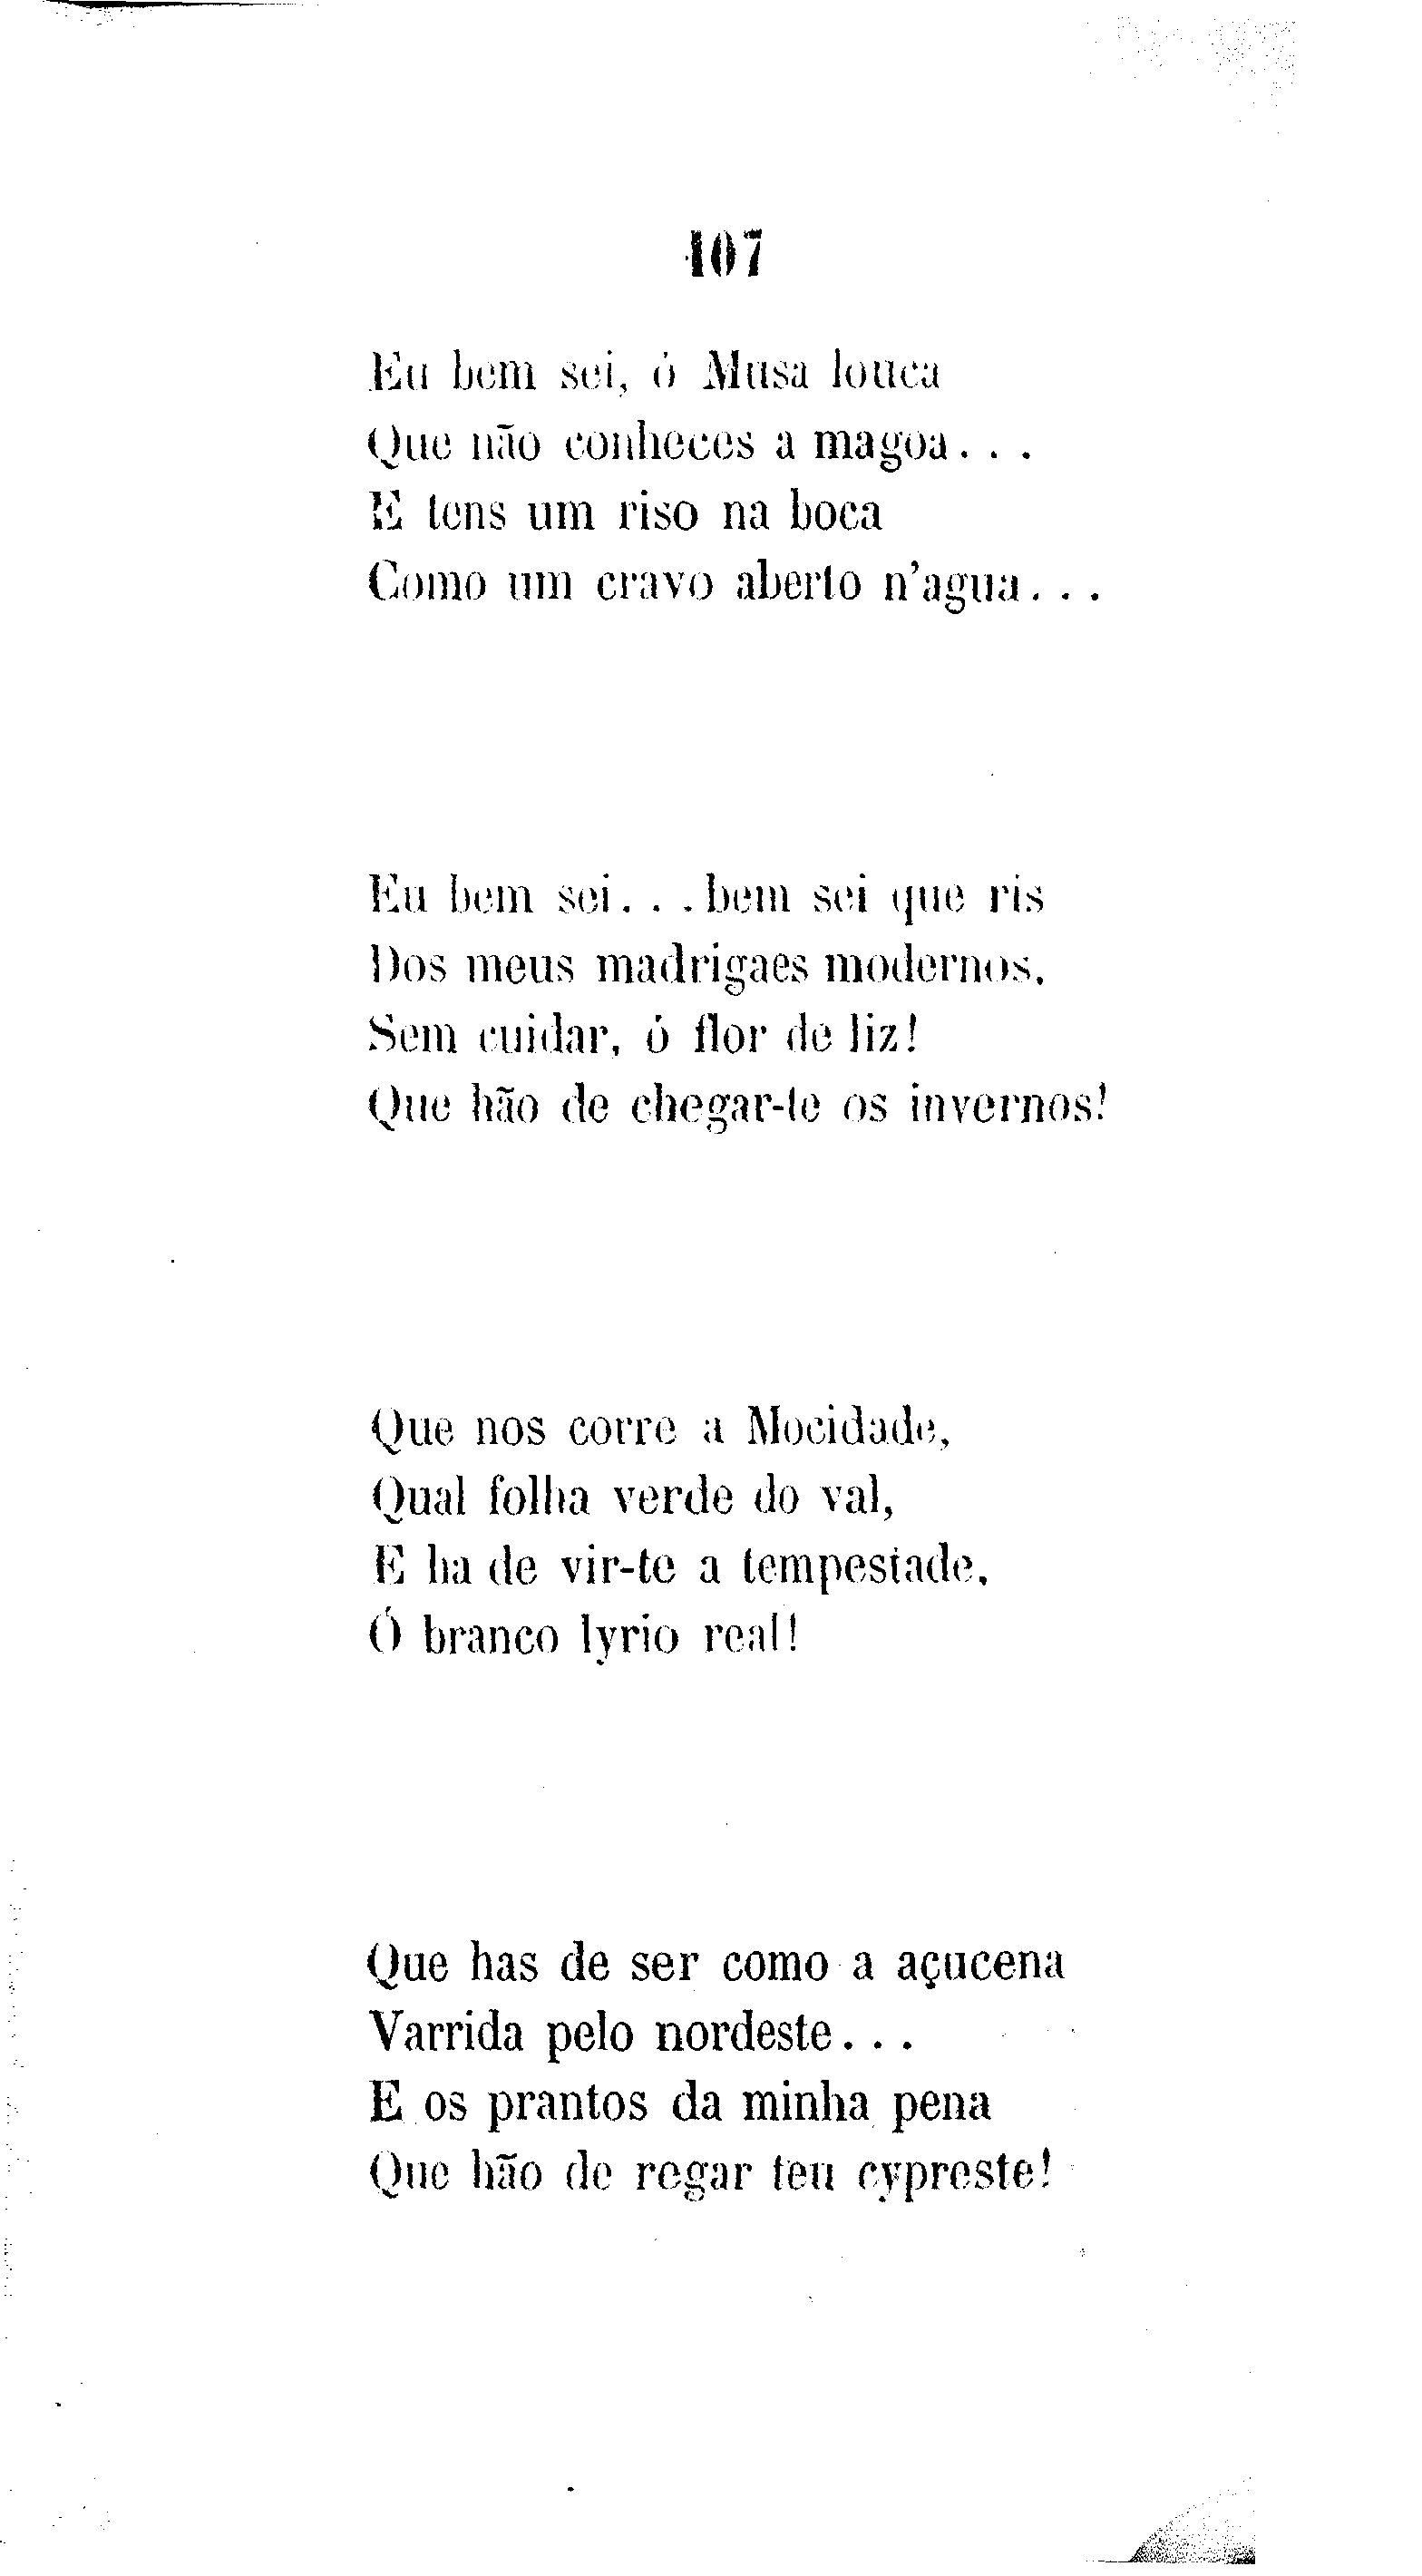 107
Eu bem sei, ó Musa louca
Que não conheces a magoa...
E tens um riso na boca
Como um cravo aberto n'agua...
Eu bem sei...bem sei que ris
Dos meus madrigaes modernos,
Sem cuidar, ó flor de liz!
Que hão de chegar-te os invernos!
Que nos corre a Mocidade,
Qual folha verde do val,
E ha de vir-te a tempestade,
Ó branco lyrio real!
Que has de ser como a açucena
Varrida pelo nordeste...
E os prantos da minha pena
Que hão de regar teu cypreste!